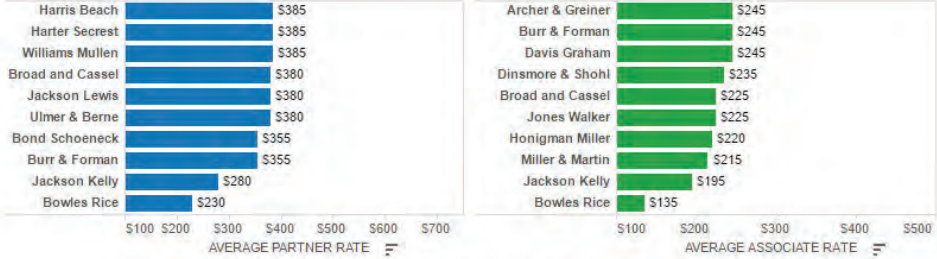 Harris Beach $385
Harter Secrest $385
Williams Mullen $385
Broad and Cassel $380
Jackson Lewis $380
Ulmer & Berne $380
Bond Schoeneck $355
Burr & Forman $355
Jackson Kelly $280
Bowles Rice $230
$100 $200 $300 $400 $500 $600 $700
AVERAGE PARTNER RATE
Archer & Greiner $245
Burr & Forman $245
Davis Graham $245
Dinsmore & Shohl $235
Broad and Cassel $225
Jones Walker $225
Honigman Miller $220
Miller & Martin $215
Jackson Kelly $195
Bowles Rice $135
$100 $200 $300 $400 $500
AVERAGE ASSOCIATE RATE